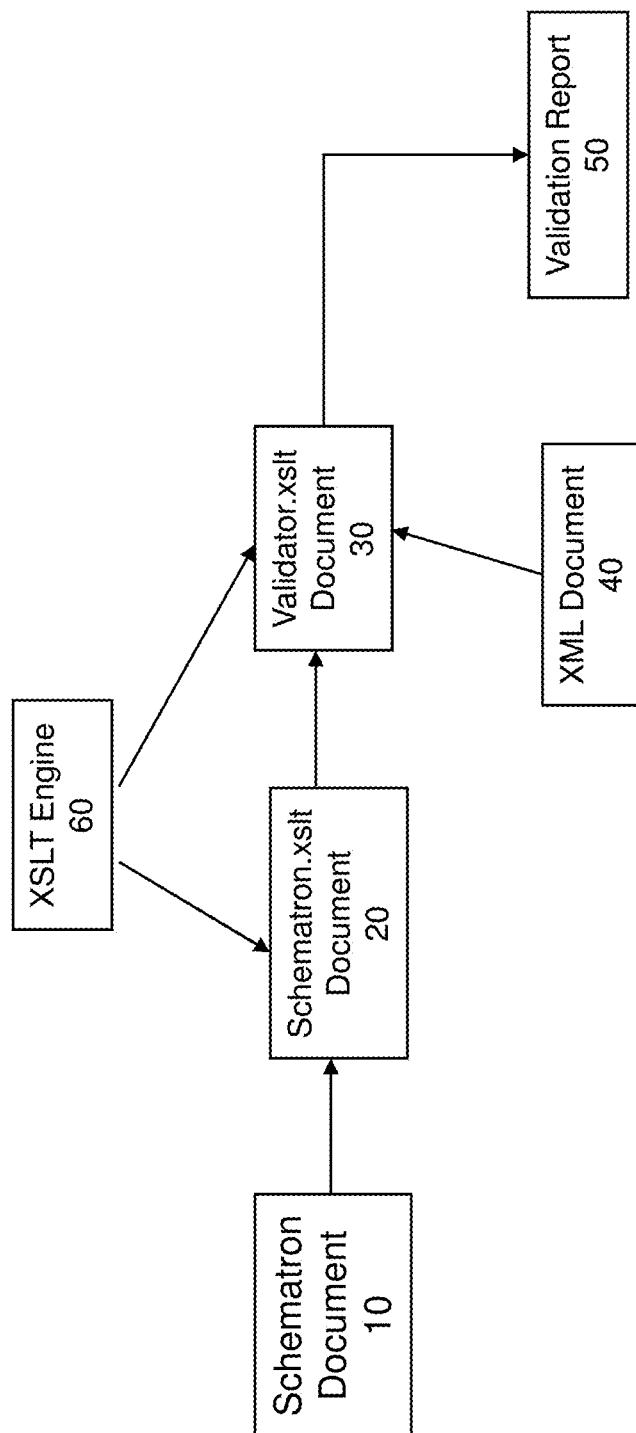 XSLT Engine
60
Schematron
Document
10
Schematron.xslt
Document
20
Validator.xslt
Document
30
XML Document
40
Validation Report
50